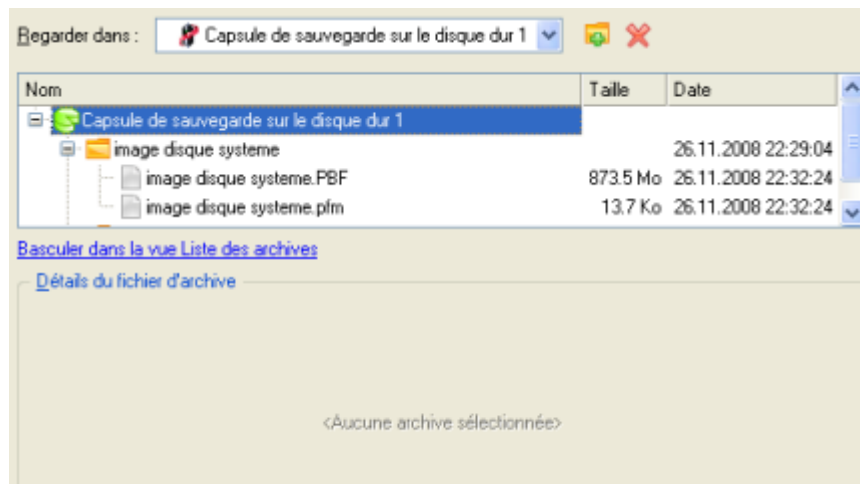 Regarder dans : Capsule de sauvegarde sur le disque dur 1
Nom Taille Date
Capsule de sauvegarde sur le disque dur 1
image disque systeme 26.11.2008 22:29:04
image disque systeme.PBF 873.5 Mo 26.11.2008 22:32:24
image disque systeme.pfm 13.7 Ko 26.11.2008 22:32:24
Basculer dans la vue Liste des archives
Détails du fichier d'archive
<Aucune archive sélectionnée>